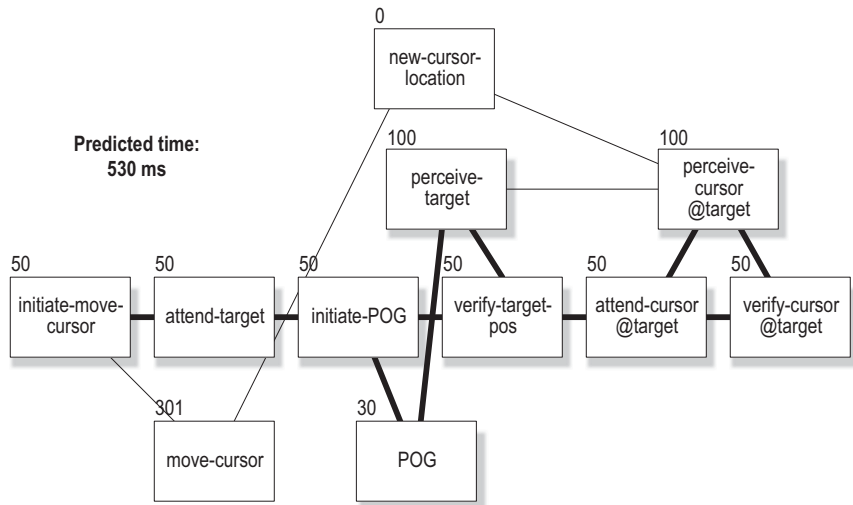 0
new-cursor-
location
Predicted time:
530 ms
100
perceive-
target
100
perceive-
cursor
@target
50
initiate-move-
cursor
50
attend-target
50
initiate-POG
50
verify-target-
pos
50
attend-cursor
@target
50
verify-cursor
@target
301
move-cursor
30
POG